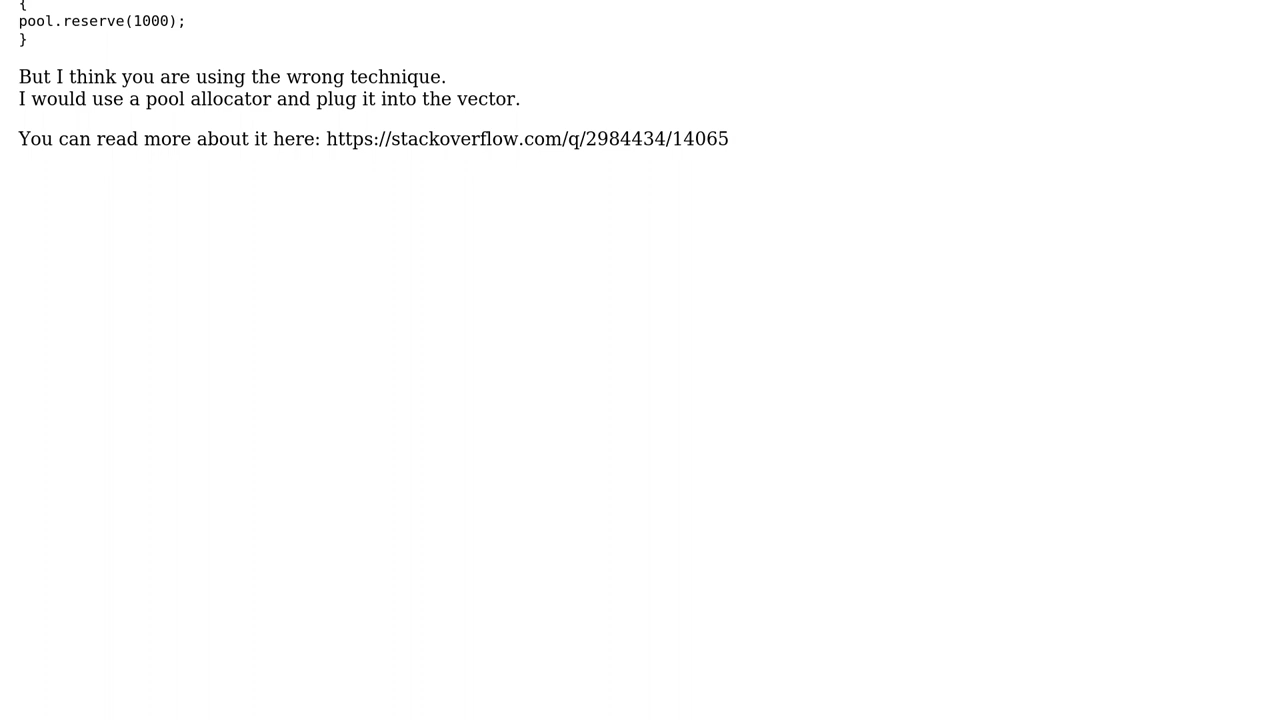 {
pool.reserve(1000);
}
But I think you are using the wrong technique.
I would use a pool allocator and plug it into the vector.
You can read more about it here: https://stackoverflow.com/q/2984434/14065